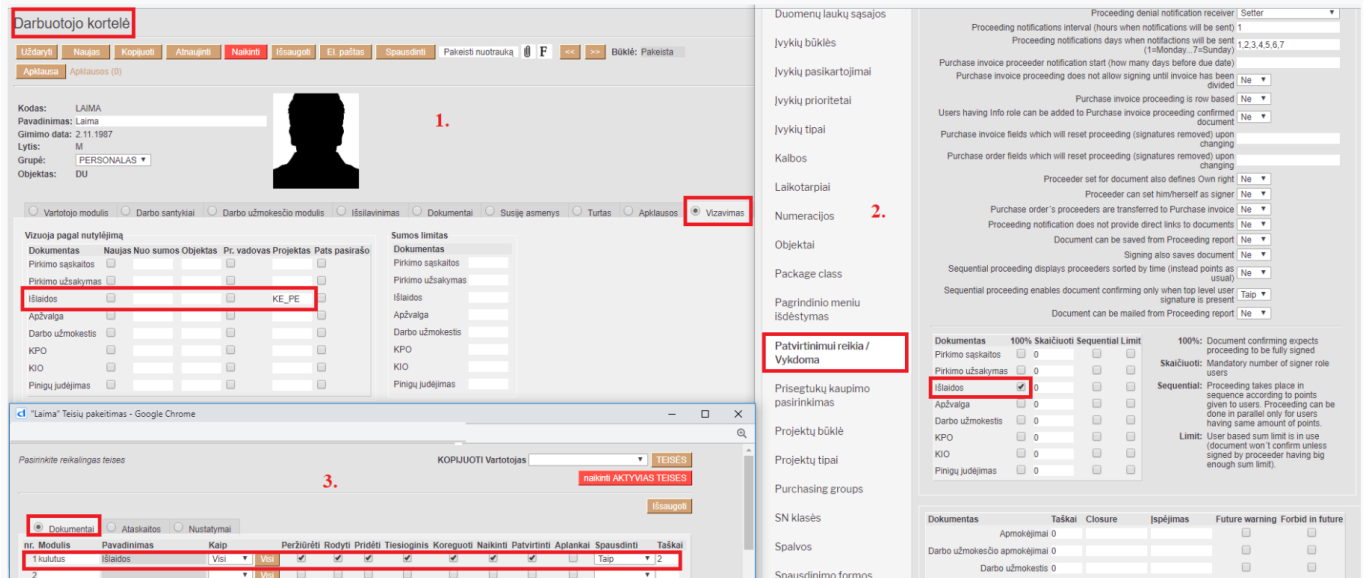 Darbuotojo kortelė
Uždaryti Naujas Kopijuoti Atnaujinti Naikinti Išsaugoti El. paštas Spausdinti Pakeisti nuotrauką F << >> Būklė: Pakeista
Apklausa Apklausos (0)
Kodas: LAIMA
Pavadinimas: Laima
Gimimo data: 2.11.1987
Lytis: M
Grupė: PERSONALAS
Objektas: DU
1.
Vartotojo modulis Darbo santykiai Darbo užmokesčio modulis Išsilavinimas Dokumentai Susiję asmenys Turtas Apklausos Vizavimas
Vizuoja pagal nutylėjimą
Dokumentas Naujas Nuo sumos Objektas Pr. vadovas Projektas Pats pasirašo
Pirkimo sąskaitos
Pirkimo užsakymas
Išlaidos KE_PE
Apžvalga
Darbo užmokestis
KPO
KIO
Pinigų judėjimas
Sumos limitas
Dokumentas
Pirkimo sąskaitos
Pirkimo užsakymas
Išlaidos
Apžvalga
Darbo užmokestis
KPO
KIO
Pinigų judėjimas
"Laima" Teisių pakeitimas - Google Chrome
Pasirinkite reikalingas teises
KOPIJUOTI Vartotojas TEISĖS
naikinti AKTYVIAS TEISES
3.
Išsaugoti
Dokumentai Ataskaitos Nustatymai
nr. Modulis Pavadinimas Kaip Peržiūrėti Rodyti Pridėti Tiesioginis Koreguoti Naikinti Patvirtinti Aplankai Spausdinti Taškai
1 kulutus Išlaidos Visi Visi Taip 2
2 Visi
Duomenų laukų sąsajos
Įvykių būklės
Įvykių pasikartojimai
Įvykių prioritetai
Įvykių tipai
Kalbos
Laikotarpiai
Numeracijos
Objektai
Package class
Pagrindinio meniu
išdėstymas
Patvirtinimui reikia /
Vykdoma
Prisegtukų kaupimo
pasirinkimas
Projektų būklė
Projektų tipai
Purchasing groups
SN klasės
Spalvos
Spausdinimo formos
2.
Proceeding denial notification receiver Setter
Proceeding notifications interval (hours when notifications will be sent) 1
Proceeding notifications days when notifactions will be sent
(1=Monday...7=Sunday) 1,2,3,4,5,6,7
Purchase invoice proceeder notification start (how many days before due date)
Purchase invoice proceeding does not allow signing until invoice has been
divided Ne
Purchase invoice proceeding is row based Ne
Users having Info role can be added to Purchase invoice proceeding confirmed
document Ne
Purchase invoice fields which will reset proceeding (signatures removed) upon
changing
Purchase order fields which will reset proceeding (signatures removed) upon
changing
Proceeder set for document also defines Own right Ne
Proceeder can set him/herself as signer Ne
Purchase order´s proceeders are transferred to Purchase invoice Ne
Proceeding notification does not provide direct links to documents Ne
Document can be saved from Proceeding report Ne
Signing also saves document Ne
Sequential proceeding displays proceeders sorted by time (instead points as
usual) Ne
Sequential proceeding enables document confirming only when top level user
signature is present Taip
Document can be mailed from Proceeding report Ne
Dokumentas 100% Skaičiuoti Sequential Limit
Pirkimo sąskaitos 0
Pirkimo užsakymas 0
Išlaidos 0
Apžvalga 0
Darbo užmokestis 0
KPO 0
KIO 0
Pinigų judėjimas 0
100%: Document confirming expects
proceeding to be fully signed
Skaičiuoti: Mandatory number of signer role
users
Sequential: Proceeding takes place in
sequence according to points
given to users. Proceeding can be
done in parallel only for users
having same amount of points.
Limit: User based sum limit is in use
(document won´t confirm unless
signed by proceeder having big
enough sum limit).
Dokumentas Taškai Closure Įspėjimas Future warning Forbid in future
Apmokėjimai 0
Darbo užmokesčio apmokėjimai 0
Darbo užmokestis 0